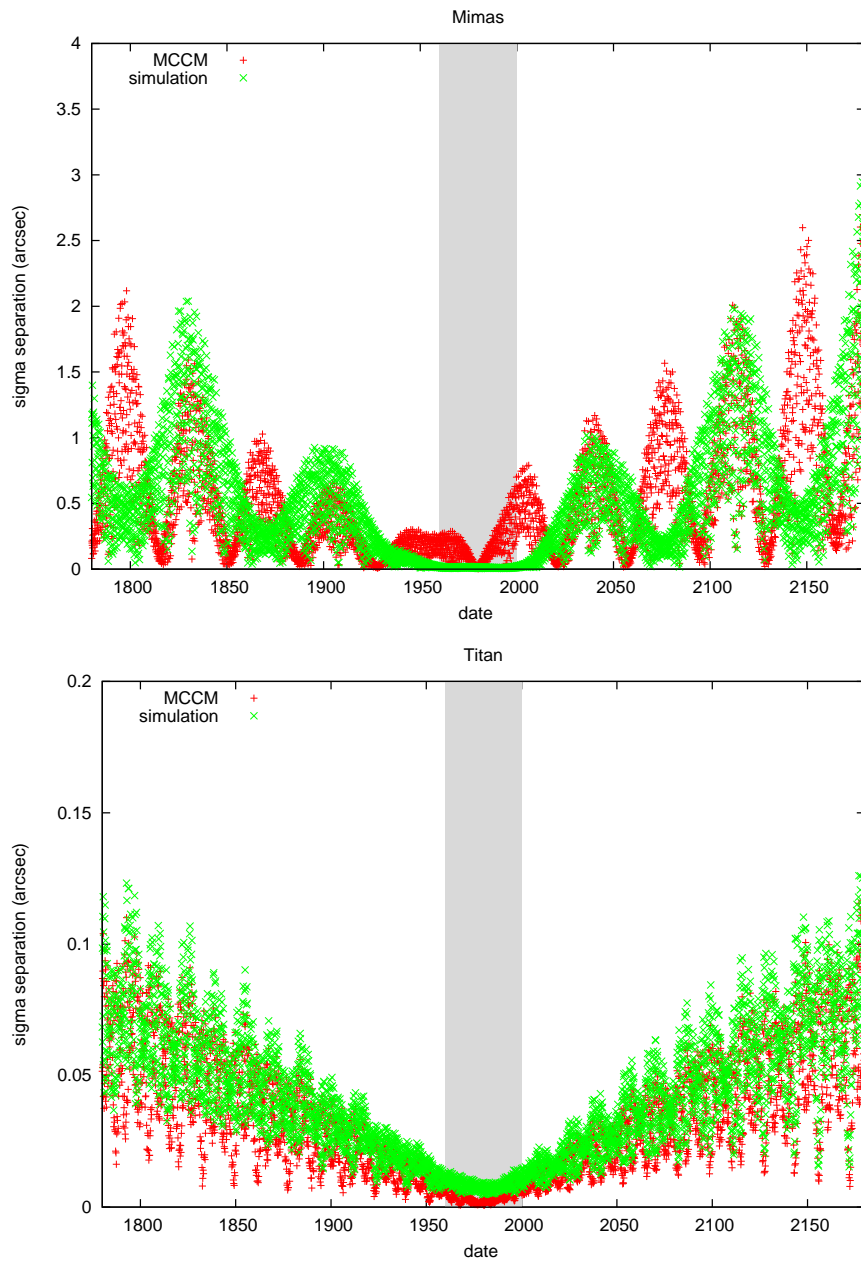 Mimas
4
3.5
3
2.5
2
1.5
1
0.5
0
MCCM
simulation
sigma separation (arcsec)
1800 1850 1900 1950 2000 2050 2100 2150
date
Titan
0.2
0.15
0.1
0.05
0
MCCM
simulation
sigma separation (arcsec)
1800 1850 1900 1950 2000 2050 2100 2150
date